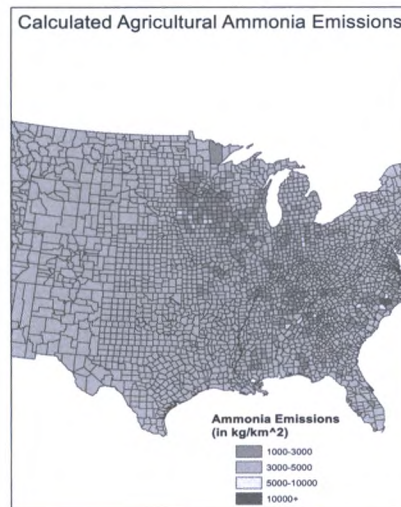 Calculated Agricultural Ammonia Emissions
Ammonia Emissions
(in kg/km^2)
1000-3000
3000-5000
5000-10000
10000+